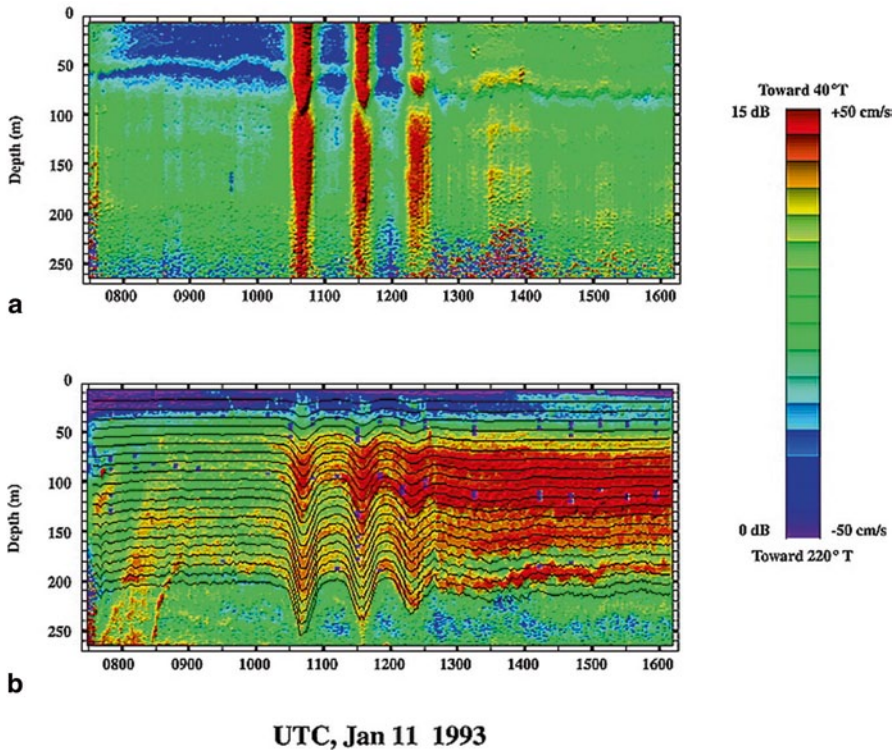 0
50
100
150
200
250
Depth (m)
0800 0900 1000 1100 1200 1300 1400 1500 1600
a
Toward 40°T
15 dB +50 cm/s
0 dB -50 cm/s
Toward 220° T
0
50
100
150
200
250
Depth (m)
0800 0900 1000 1100 1200 1300 1400 1500 1600
b
UTC, Jan 11 1993